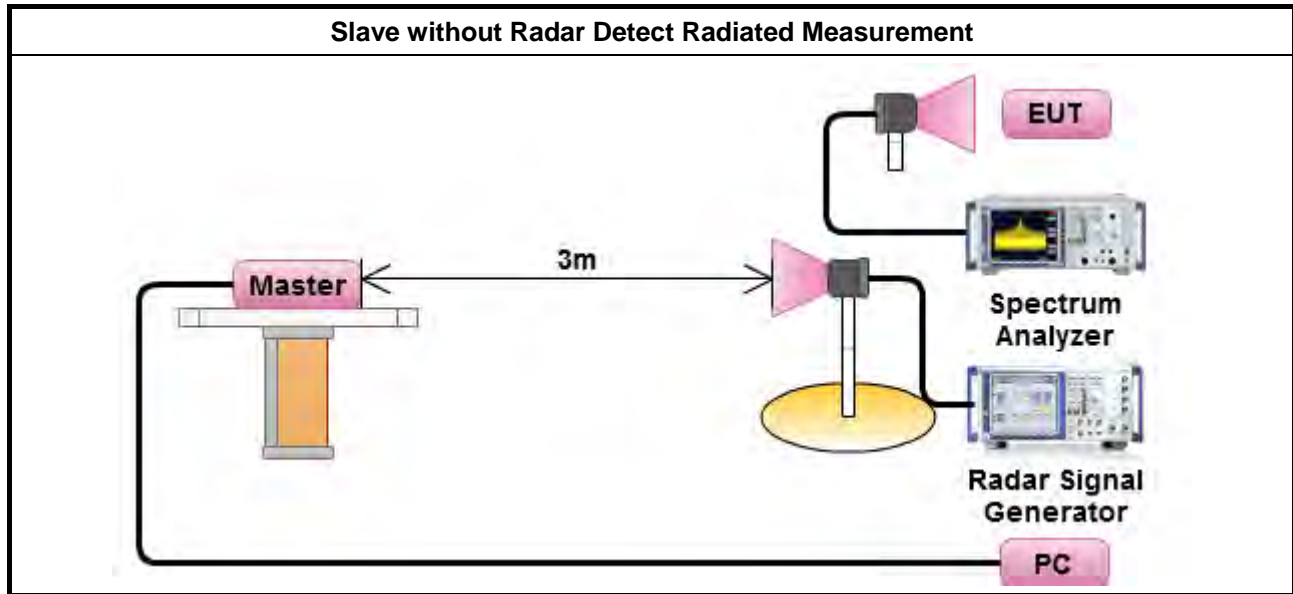 Slave without Radar Detect Radiated Measurement
EUT
3m
Master
Spectrum
Analyzer
Radar Signal
Generator
PC